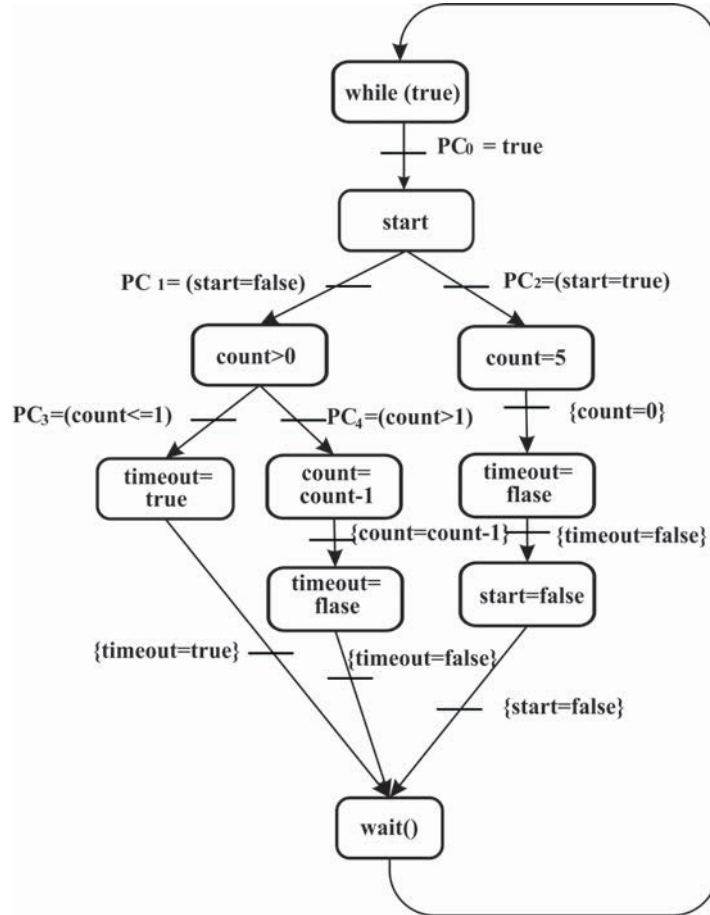 while (true)
PC₀ = true
start
PC ₁= (start=false)
PC₂=(start=true)
count>0
count=5
PC₃=(count<=1)
PC₄=(count>1)
{count=0}
timeout=
true
count=
count-1
timeout=
flase
{count=count-1}
{timeout=false}
timeout=
flase
start=false
{timeout=true}
{timeout=false}
{start=false}
wait()